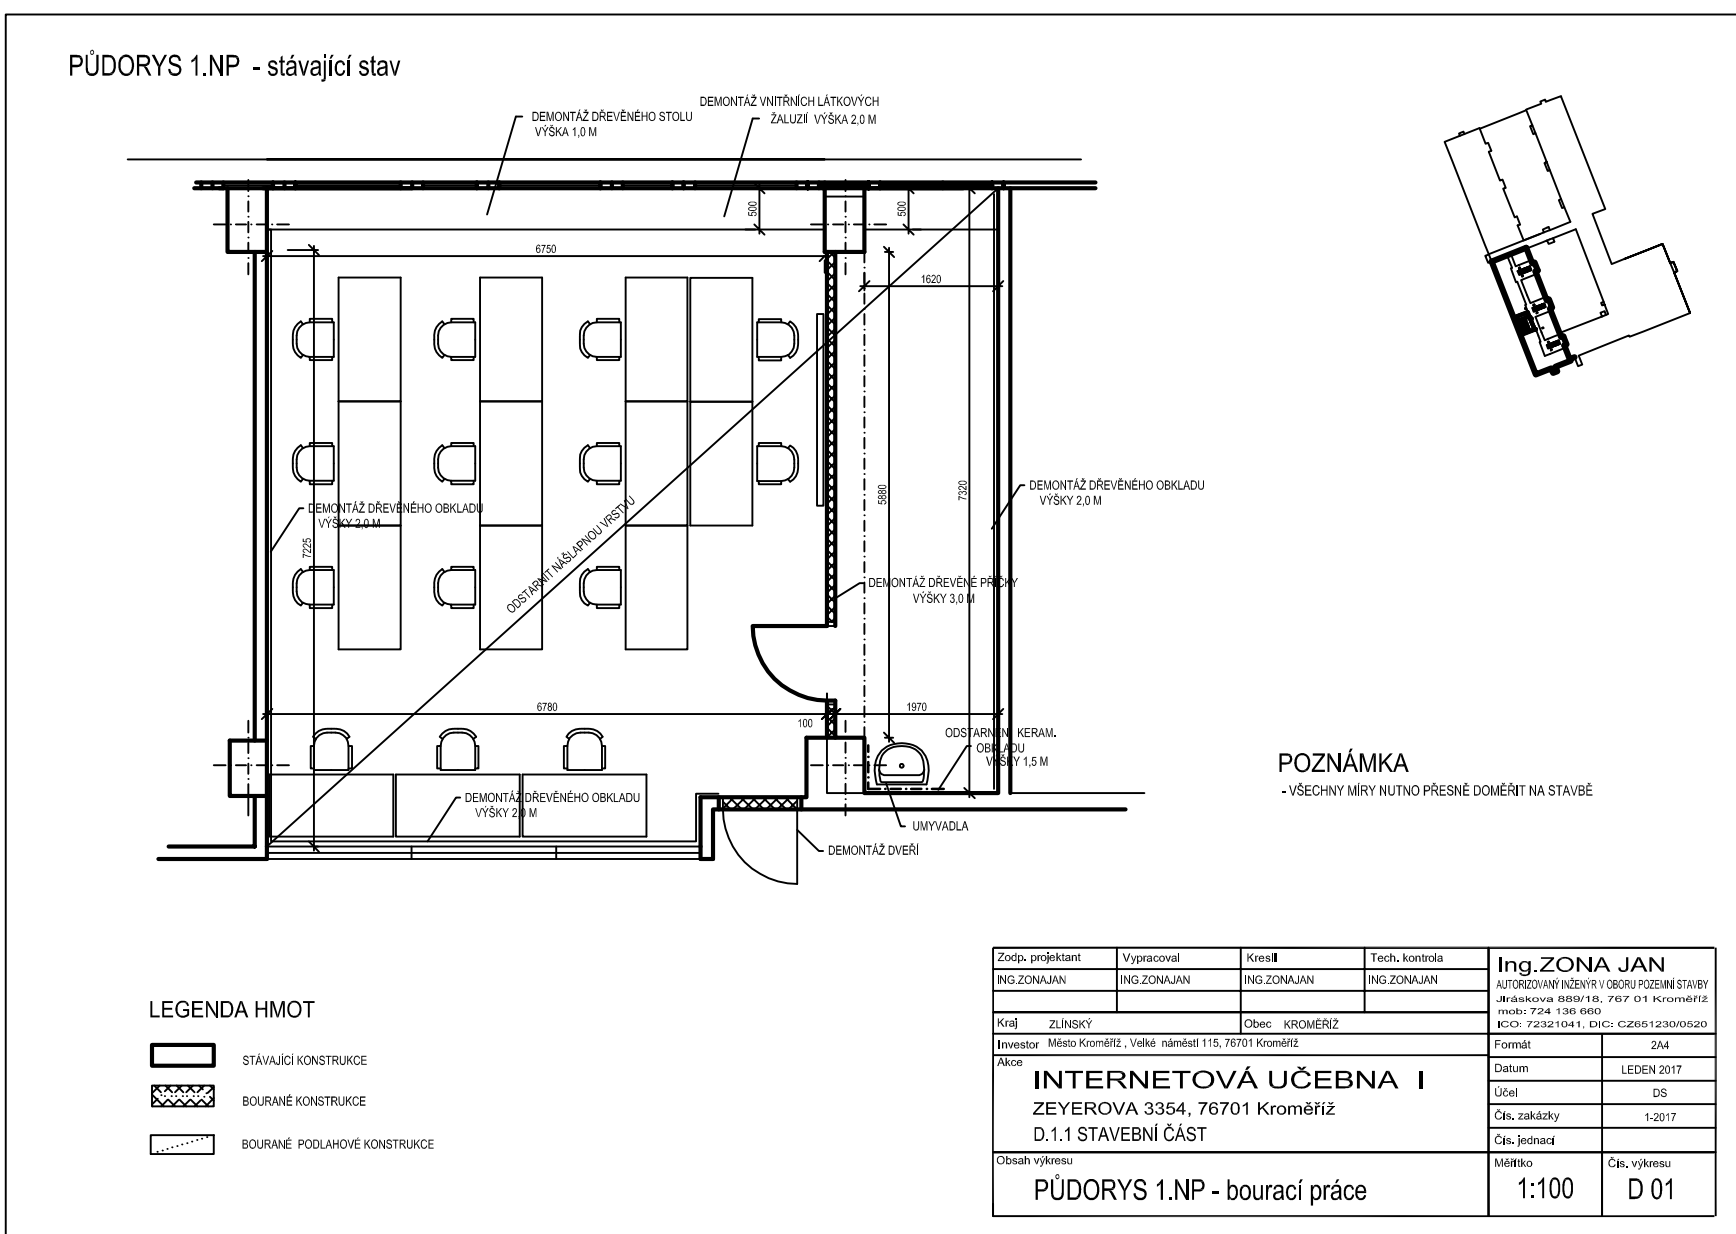 PŮDORYS 1.NP - stávající stav
DEMONTÁŽ DŘEVĚNÉHO STOLU
VÝŠKA 1,0 M
DEMONTÁŽ VNITŘNÍCH LÁTKOVÝCH
ŽALUZIÍ VÝŠKA 2,0 M
500
500
6750
1620
DEMONTÁŽ DŘEVĚNÉHO OBKLADU
VÝŠKY 2,0 M
7225
ODSTARNIT NÁŠLAPNOU VRSTVU
5880
7320
DEMONTÁŽ DŘEVĚNÉHO OBKLADU
VÝŠKY 2,0 M
DEMONTÁŽ DŘEVĚNÉ PŘÍČKY
VÝŠKY 3,0 M
6780
100
1970
ODSTARNĚNÍ KERAM.
OBKLADU
VÝŠKY 1,5 M
DEMONTÁŽ DŘEVĚNÉHO OBKLADU
VÝŠKY 2,0 M
UMYVADLA
DEMONTÁŽ DVEŘÍ
POZNÁMKA
- VŠECHNY MÍRY NUTNO PŘESNĚ DOMĚŘIT NA STAVBĚ
LEGENDA HMOT
STÁVAJÍCÍ KONSTRUKCE
BOURANÉ KONSTRUKCE
BOURANÉ PODLAHOVÉ KONSTRUKCE
Zodp. projektant Vypracoval Kreslil Tech. kontrola
ING.ZONAJAN ING.ZONAJAN ING.ZONAJAN ING.ZONAJAN
Kraj ZLÍNSKÝ Obec KROMĚŘÍŽ
Investor Město Kroměříž , Velké náměstí 115, 76701 Kroměříž
Akce
INTERNETOVÁ UČEBNA I
ZEYEROVA 3354, 76701 Kroměříž
D.1.1 STAVEBNÍ ČÁST
Obsah výkresu
PŮDORYS 1.NP - bourací práce
Ing.ZONA JAN
AUTORIZOVANÝ INŽENÝR V OBORU POZEMNÍ STAVBY
Jiráskova 889/18, 767 01 Kroměříž
mob: 724 136 660
ICO: 72321041, DIC: CZ651230/0520
Formát 2A4
Datum LEDEN 2017
Účel DS
Čís. zakázky 1-2017
Čís. jednací
Měřítko Čís. výkresu
1:100 D 01